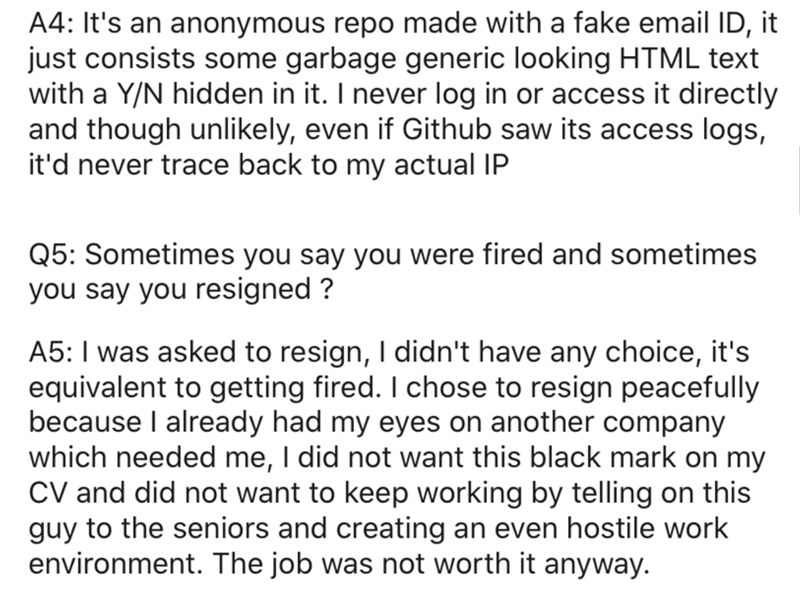 A4: It's an anonymous repo made with a fake email ID, it
just consists some garbage generic looking HTML text
with a Y/N hidden in it. I never log in or access it directly
and though unlikely, even if Github saw its access logs,
it'd never trace back to my actual IP
Q5: Sometimes you say you were fired and sometimes
you say you resigned ?
A5: I was asked to resign, I didn't have any choice, it's
equivalent to getting fired. I chose to resign peacefully
because I already had my eyes on another company
which needed me, I did not want this black mark on my
CV and did not want to keep working by telling on this
guy to the seniors and creating an even hostile work
environment. The job was not worth it anyway.